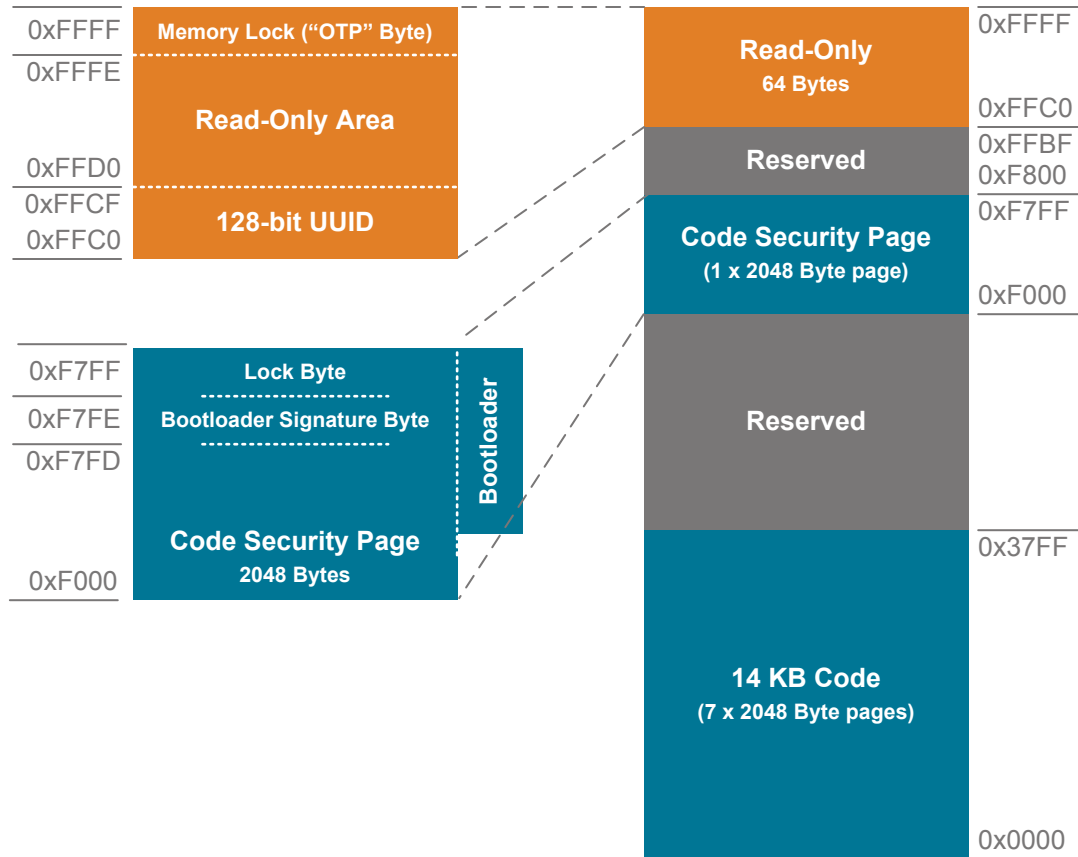 0xFFFF
Memory Lock (“OTP” Byte)
0xFFFE
Read-Only Area
0xFFD0
0xFFCF
128-bit UUID
0xFFC0
0xF7FF
Lock Byte
0xF7FE
Bootloader Signature Byte
0xF7FD
Bootloader
Code Security Page
2048 Bytes
0xF000
0xFFFF
Read-Only
64 Bytes
0xFFC0
0xFFBF
Reserved
0xF800
0xF7FF
Code Security Page
(1 x 2048 Byte page)
0xF000
Reserved
0x37FF
14 KB Code
(7 x 2048 Byte pages)
0x0000